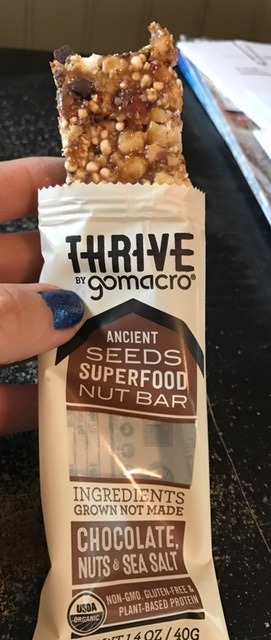 THRIVE
BY gomacro®
ANCIENT
SEEDS
SUPERFOOD
NUT BAR
INGREDIENTS
GROWN NOT MADE
CHOCOLATE,
NUTS & SEA SALT
USDA
ORGANIC
NON-GMO, GLUTEN-FREE &
PLANT-BASED PROTEIN
WT 1.4 OZ / 40G